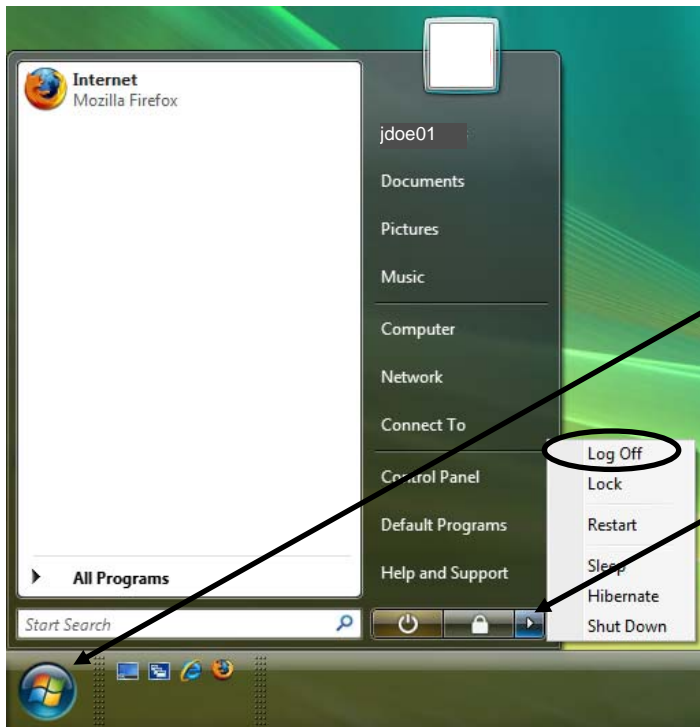 Internet
Mozilla Firefox
All Programs
Start Search
jdoe01
Documents
Pictures
Music
Computer
Network
Connect To
Control Panel
Default Programs
Help and Support
Log Off
Lock
Restart
Sleep
Hibernate
Shut Down